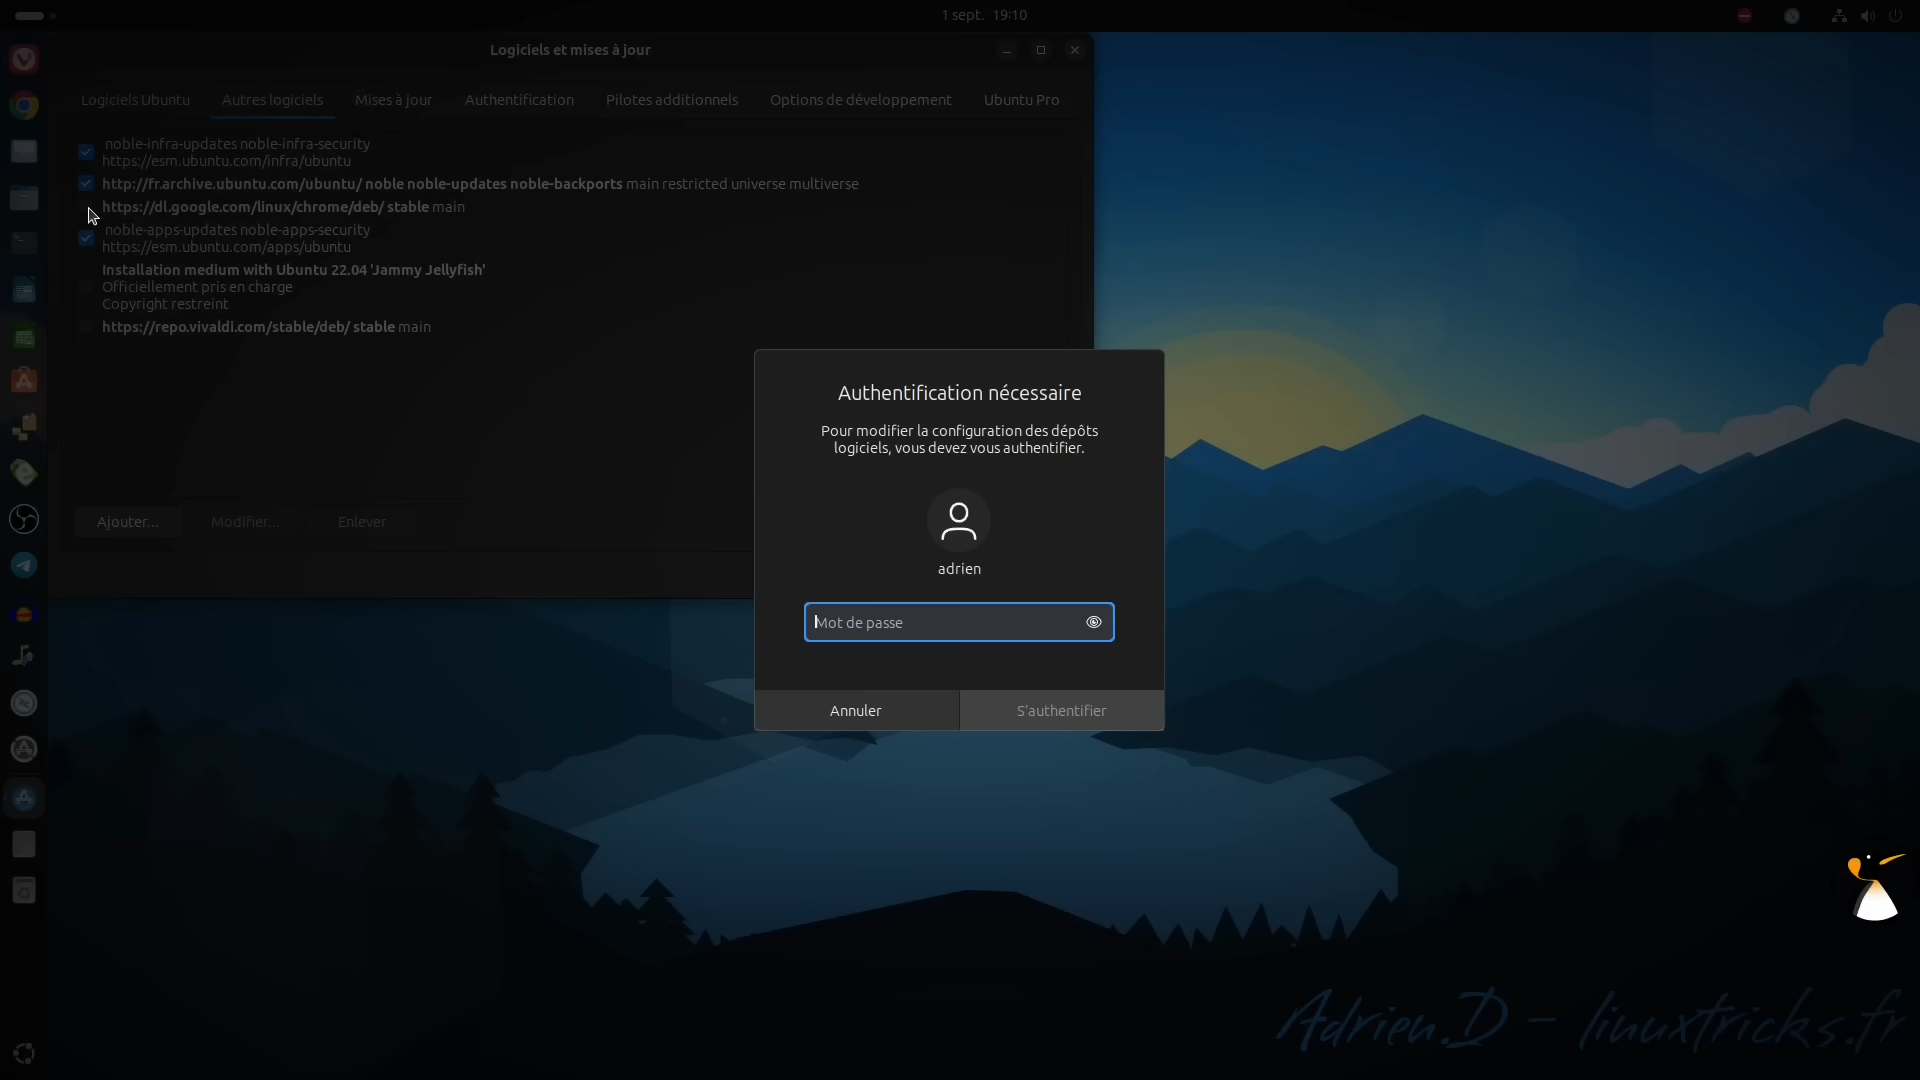 1 sept. 19:10
Logiciels et mises à jour
Logiciels Ubuntu
Autres logiciels
Mises à jour
Authentification
Pilotes additionnels
Options de développement
Ubuntu Pro
noble-infra-updates noble-infra-security
https://esm.ubuntu.com/infra/ubuntu
http://fr.archive.ubuntu.com/ubuntu/ noble noble-updates noble-backports main restricted universe multiverse
https://dl.google.com/linux/chrome/deb/ stable main
noble-apps-updates noble-apps-security
https://esm.ubuntu.com/apps/ubuntu
Installation medium with Ubuntu 22.04 'Jammy Jellyfish'
Officiellement pris en charge
Copyright restreint
https://repo.vivaldi.com/stable/deb/ stable main
Ajouter...
Modifier...
Enlever
Authentification nécessaire
Pour modifier la configuration des dépôts
logiciels, vous devez vous authentifier.
adrien
Mot de passe
Annuler
S'authentifier
Adrien.D - linuxtricks.fr